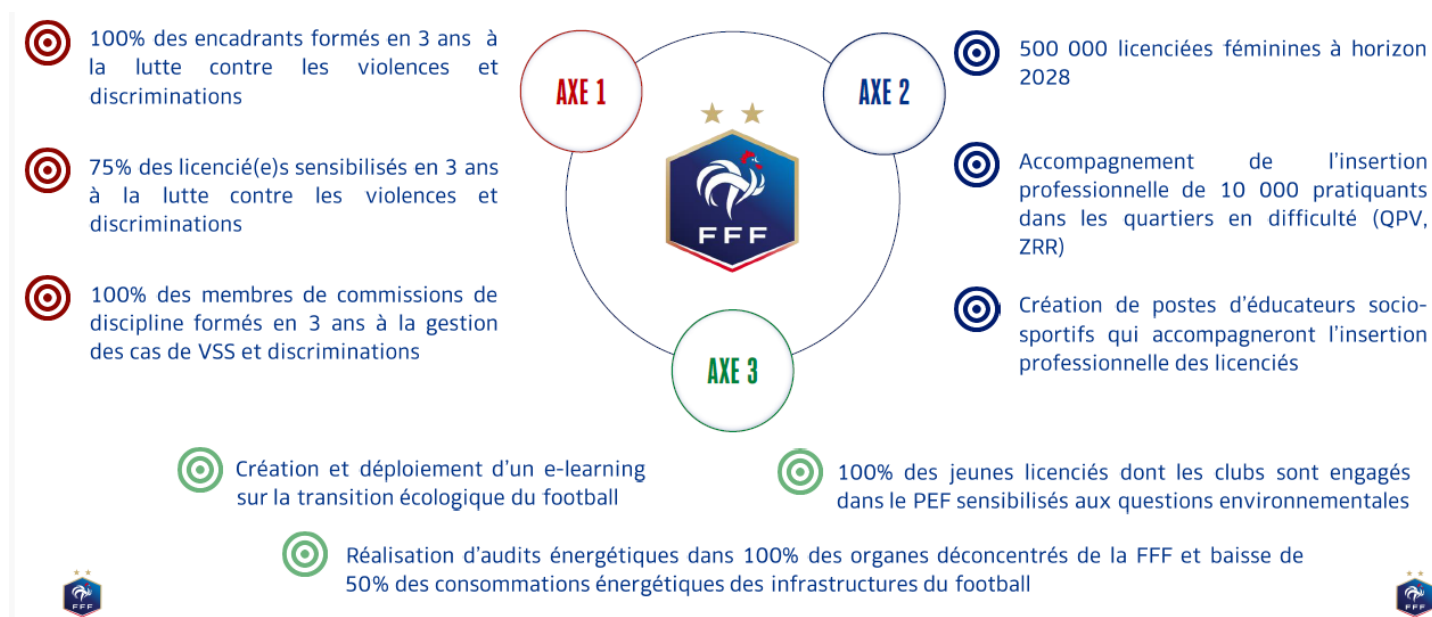 100% des encadrants formés en 3 ans à
la lutte contre les violences et
discriminations
75% des licencié(e)s sensibilisés en 3 ans
à la lutte contre les violences et
discriminations
100% des membres de commissions de
discipline formés en 3 ans à la gestion
des cas de VSS et discriminations
AXE 1
AXE 2
FFF
AXE 3
500 000 licenciées féminines à horizon
2028
Accompagnement de l'insertion
professionnelle de 10 000 pratiquants
dans les quartiers en difficulté (QPV,
ZRR)
Création de postes d'éducateurs socio-
sportifs qui accompagneront l'insertion
professionnelle des licenciés
Création et déploiement d'un e-learning
sur la transition écologique du football
100% des jeunes licenciés dont les clubs sont engagés
dans le PEF sensibilisés aux questions environnementales
Réalisation d'audits énergétiques dans 100% des organes déconcentrés de la FFF et baisse de
50% des consommations énergétiques des infrastructures du football
FFF
FFF